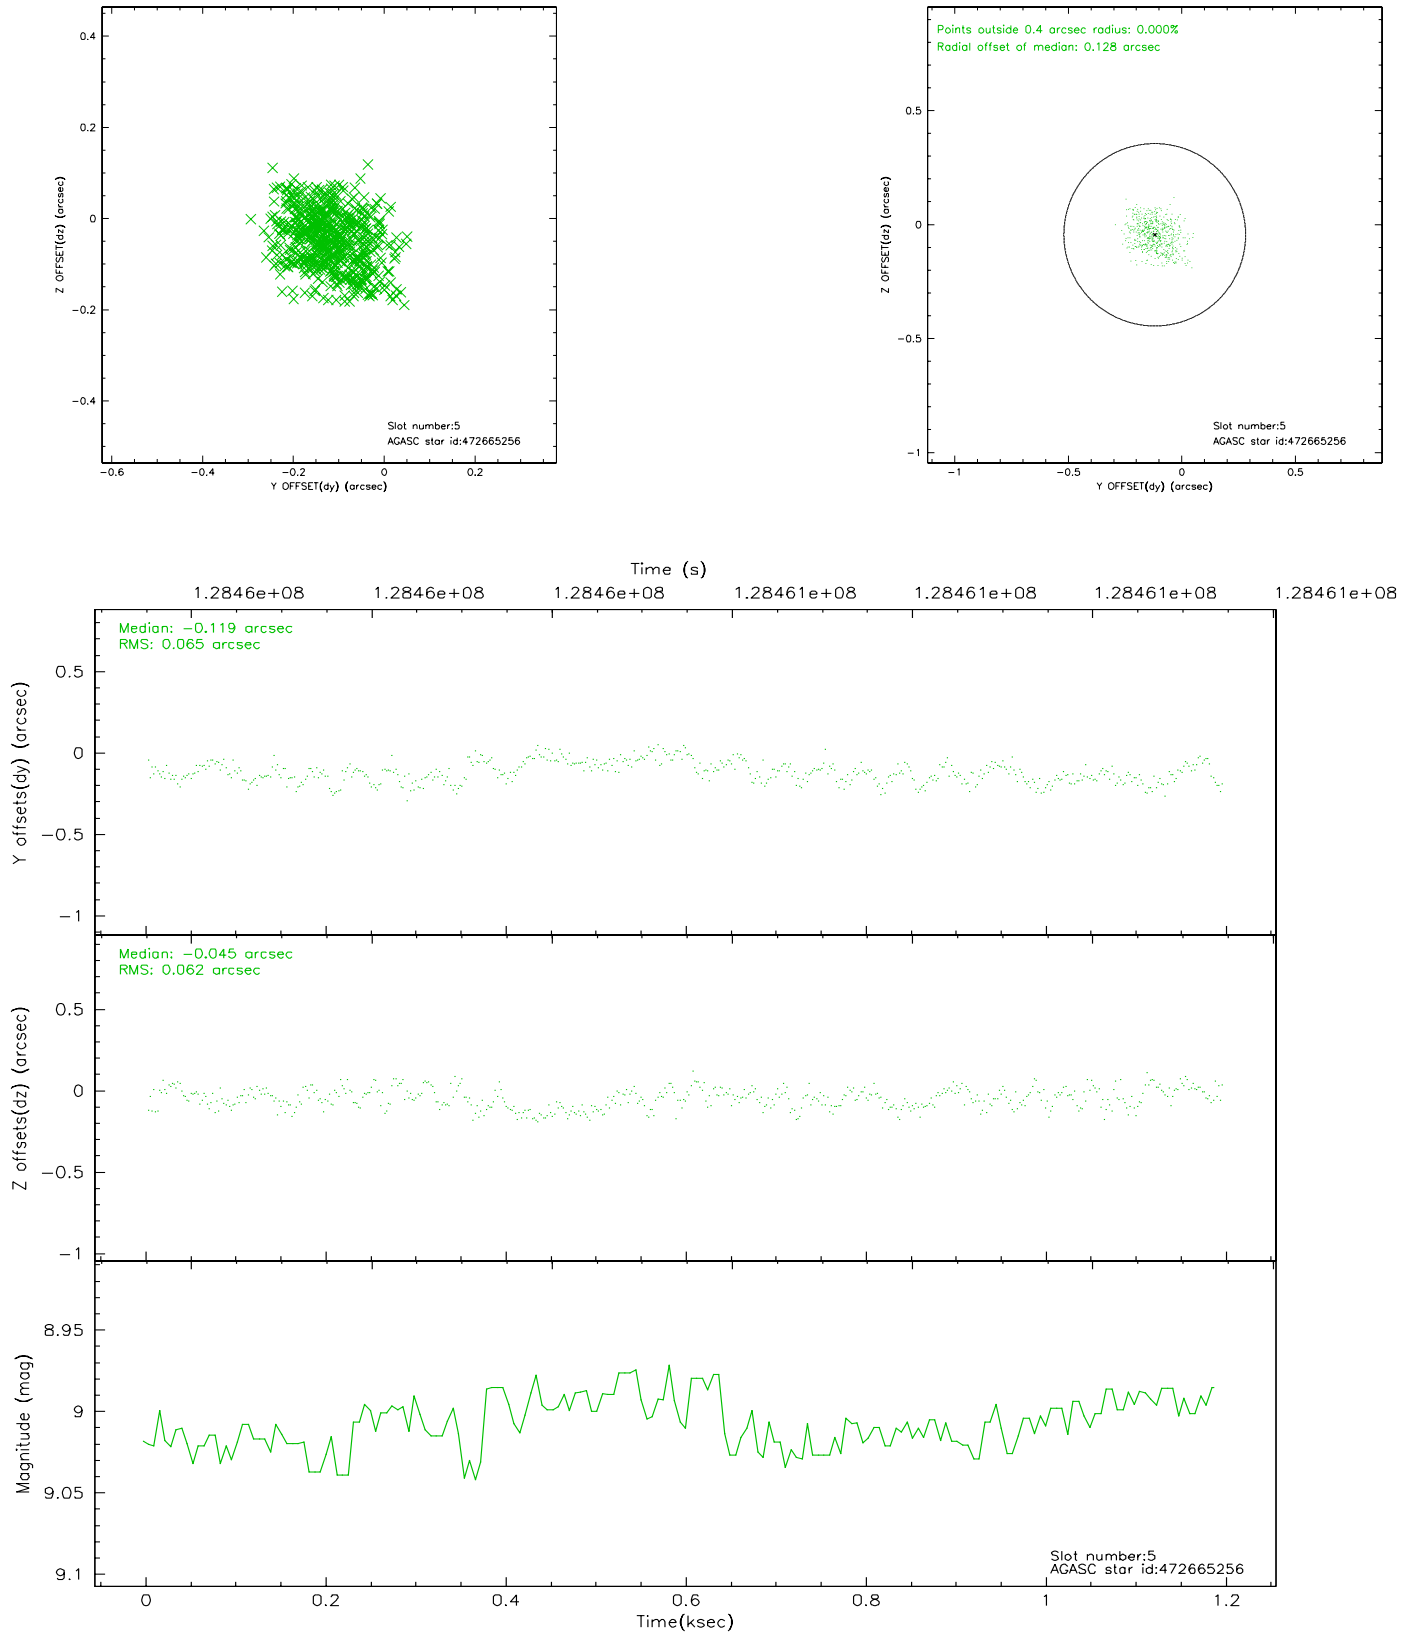 0.4
0.2
0
-0.2
-0.4
Z OFFSET(dz) (arcsec)
Slot number:5
AGASC star id:472665256
-0.6
-0.4
-0.2
0
0.2
Y OFFSET(dy) (arcsec)
Points outside 0.4 arcsec radius: 0.000%
Radial offset of median: 0.128 arcsec
0.5
0
-0.5
-1
Z OFFSET(dz) (arcsec)
Slot number:5
AGASC star id:472665256
-1
-0.5
0
0.5
Y OFFSET(dy) (arcsec)
Time (s)
1.2846e+08
1.2846e+08
1.2846e+08
1.28461e+08
1.28461e+08
1.28461e+08
1.28461e+08
Median: -0.119 arcsec
RMS: 0.065 arcsec
0.5
0
-0.5
-1
Y offsets(dy) (arcsec)
Median: -0.045 arcsec
RMS: 0.062 arcsec
0.5
0
-0.5
-1
Z offsets(dz) (arcsec)
8.95
9
9.05
9.1
Magnitude (mag)
Slot number:5
AGASC star id:472665256
0
0.2
0.4
0.6
0.8
1
1.2
Time(ksec)